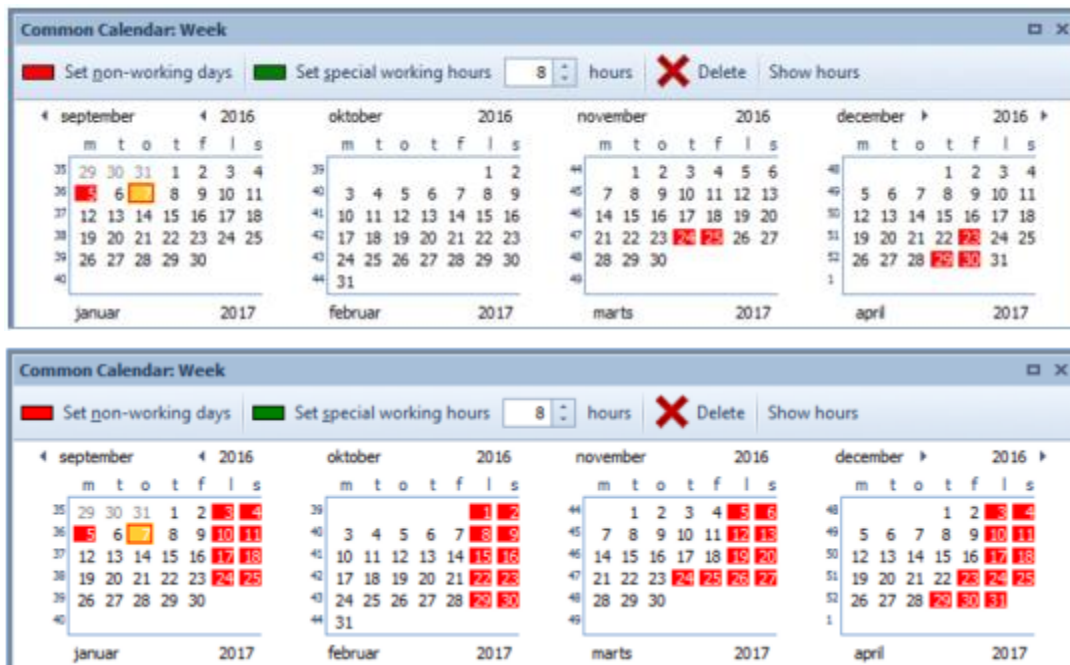 Common Calendar: Week
Set non-working days Set special working hours 8 hours Delete Show hours
september 2016 oktober 2016 november 2016 december 2016
m t o t f l s m t o t f l s m t o t f l s m t o t f l s
35 29 30 31 1 2 3 4 39 1 2 44 1 2 3 4 5 6 48 1 2 3 4
36 5 6 7 8 9 10 11 40 3 4 5 6 7 8 9 45 7 8 9 10 11 12 13 49 5 6 7 8 9 10 11
37 12 13 14 15 16 17 18 41 10 11 12 13 14 15 16 46 14 15 16 17 18 19 20 50 12 13 14 15 16 17 18
38 19 20 21 22 23 24 25 42 17 18 19 20 21 22 23 47 21 22 23 24 25 26 27 51 19 20 21 22 23 24 25
39 26 27 28 29 30 43 24 25 26 27 28 29 30 48 28 29 30 52 26 27 28 29 30 31
40 44 31 49 1
januar 2017 februar 2017 marts 2017 april 2017
Common Calendar: Week
Set non-working days Set special working hours 8 hours Delete Show hours
september 2016 oktober 2016 november 2016 december 2016
m t o t f l s m t o t f l s m t o t f l s m t o t f l s
35 29 30 31 1 2 3 4 39 1 2 44 1 2 3 4 5 6 48 1 2 3 4
36 5 6 7 8 9 10 11 40 3 4 5 6 7 8 9 45 7 8 9 10 11 12 13 49 5 6 7 8 9 10 11
37 12 13 14 15 16 17 18 41 10 11 12 13 14 15 16 46 14 15 16 17 18 19 20 50 12 13 14 15 16 17 18
38 19 20 21 22 23 24 25 42 17 18 19 20 21 22 23 47 21 22 23 24 25 26 27 51 19 20 21 22 23 24 25
39 26 27 28 29 30 43 24 25 26 27 28 29 30 48 28 29 30 52 26 27 28 29 30 31
40 44 31 49 1
januar 2017 februar 2017 marts 2017 april 2017